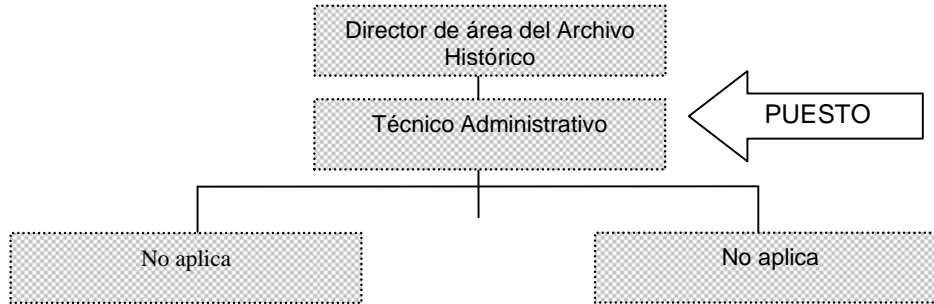 Director de área del Archivo
Histórico
Técnico Administrativo
PUESTO
No aplica
No aplica